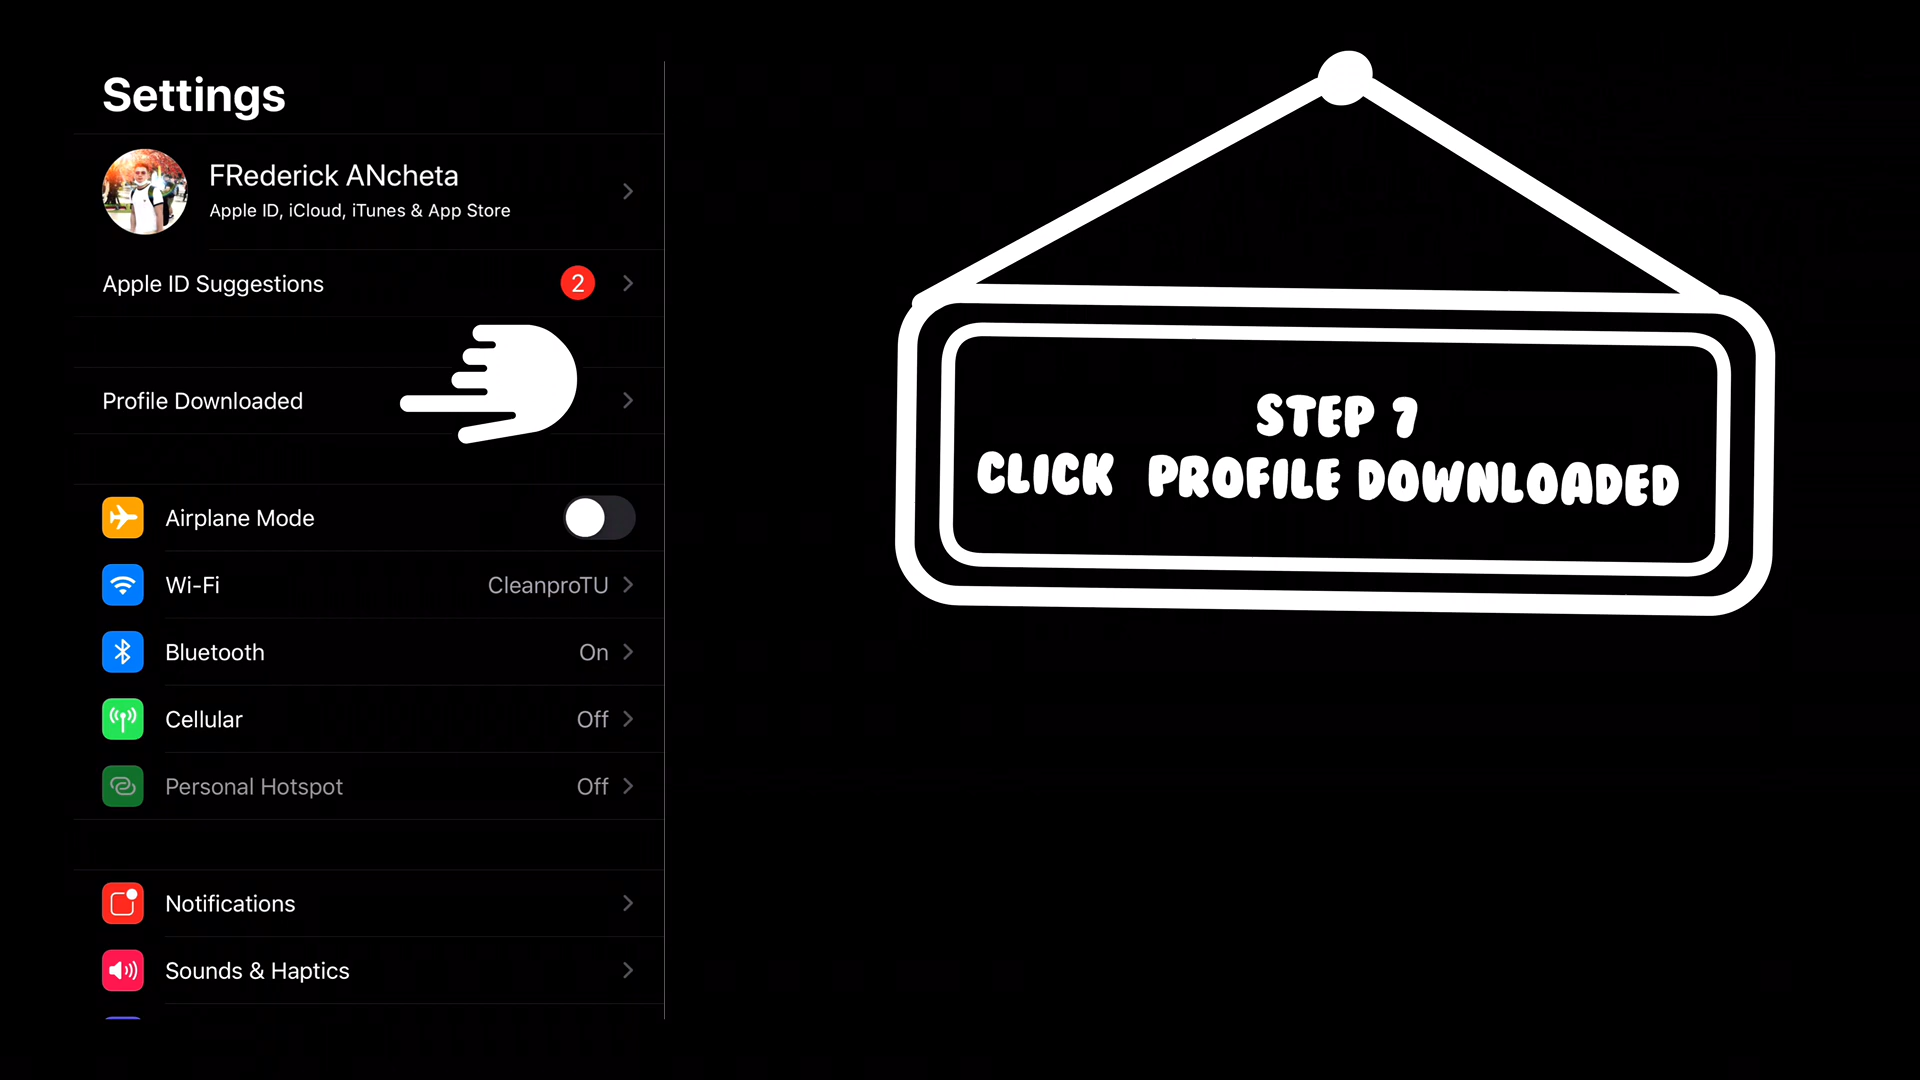 Settings
FRederick ANcheta
Apple ID, iCloud, iTunes & App Store
Apple ID Suggestions 2
Profile Downloaded
Airplane Mode
Wi-Fi CleanproTU
Bluetooth On
Cellular Off
Personal Hotspot Off
Notifications
Sounds & Haptics
STEP 7
CLICK PROFILE DOWNLOADED